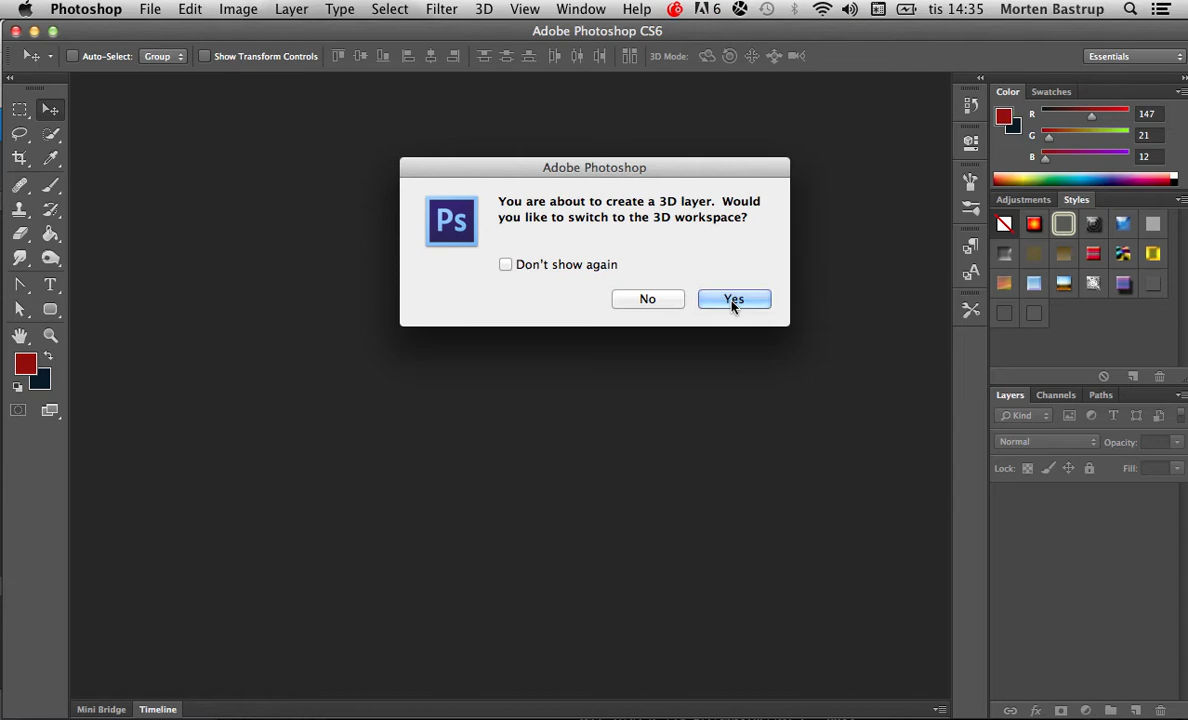 Photoshop File Edit Image Layer Type Select Filter 3D View Window Help 6 tis 14:35 Morten Bastrup
Adobe Photoshop CS6
Auto-Select: Group Show Transform Controls 3D Mode: Essentials
Color Swatches
R 147
G 21
B 12
Adjustments Styles
Adobe Photoshop
Ps
You are about to create a 3D layer. Would
you like to switch to the 3D workspace?
Don't show again
No Yes
T
Layers Channels Paths
Kind T
Normal Opacity:
Lock: Fill:
fx
Mini Bridge Timeline